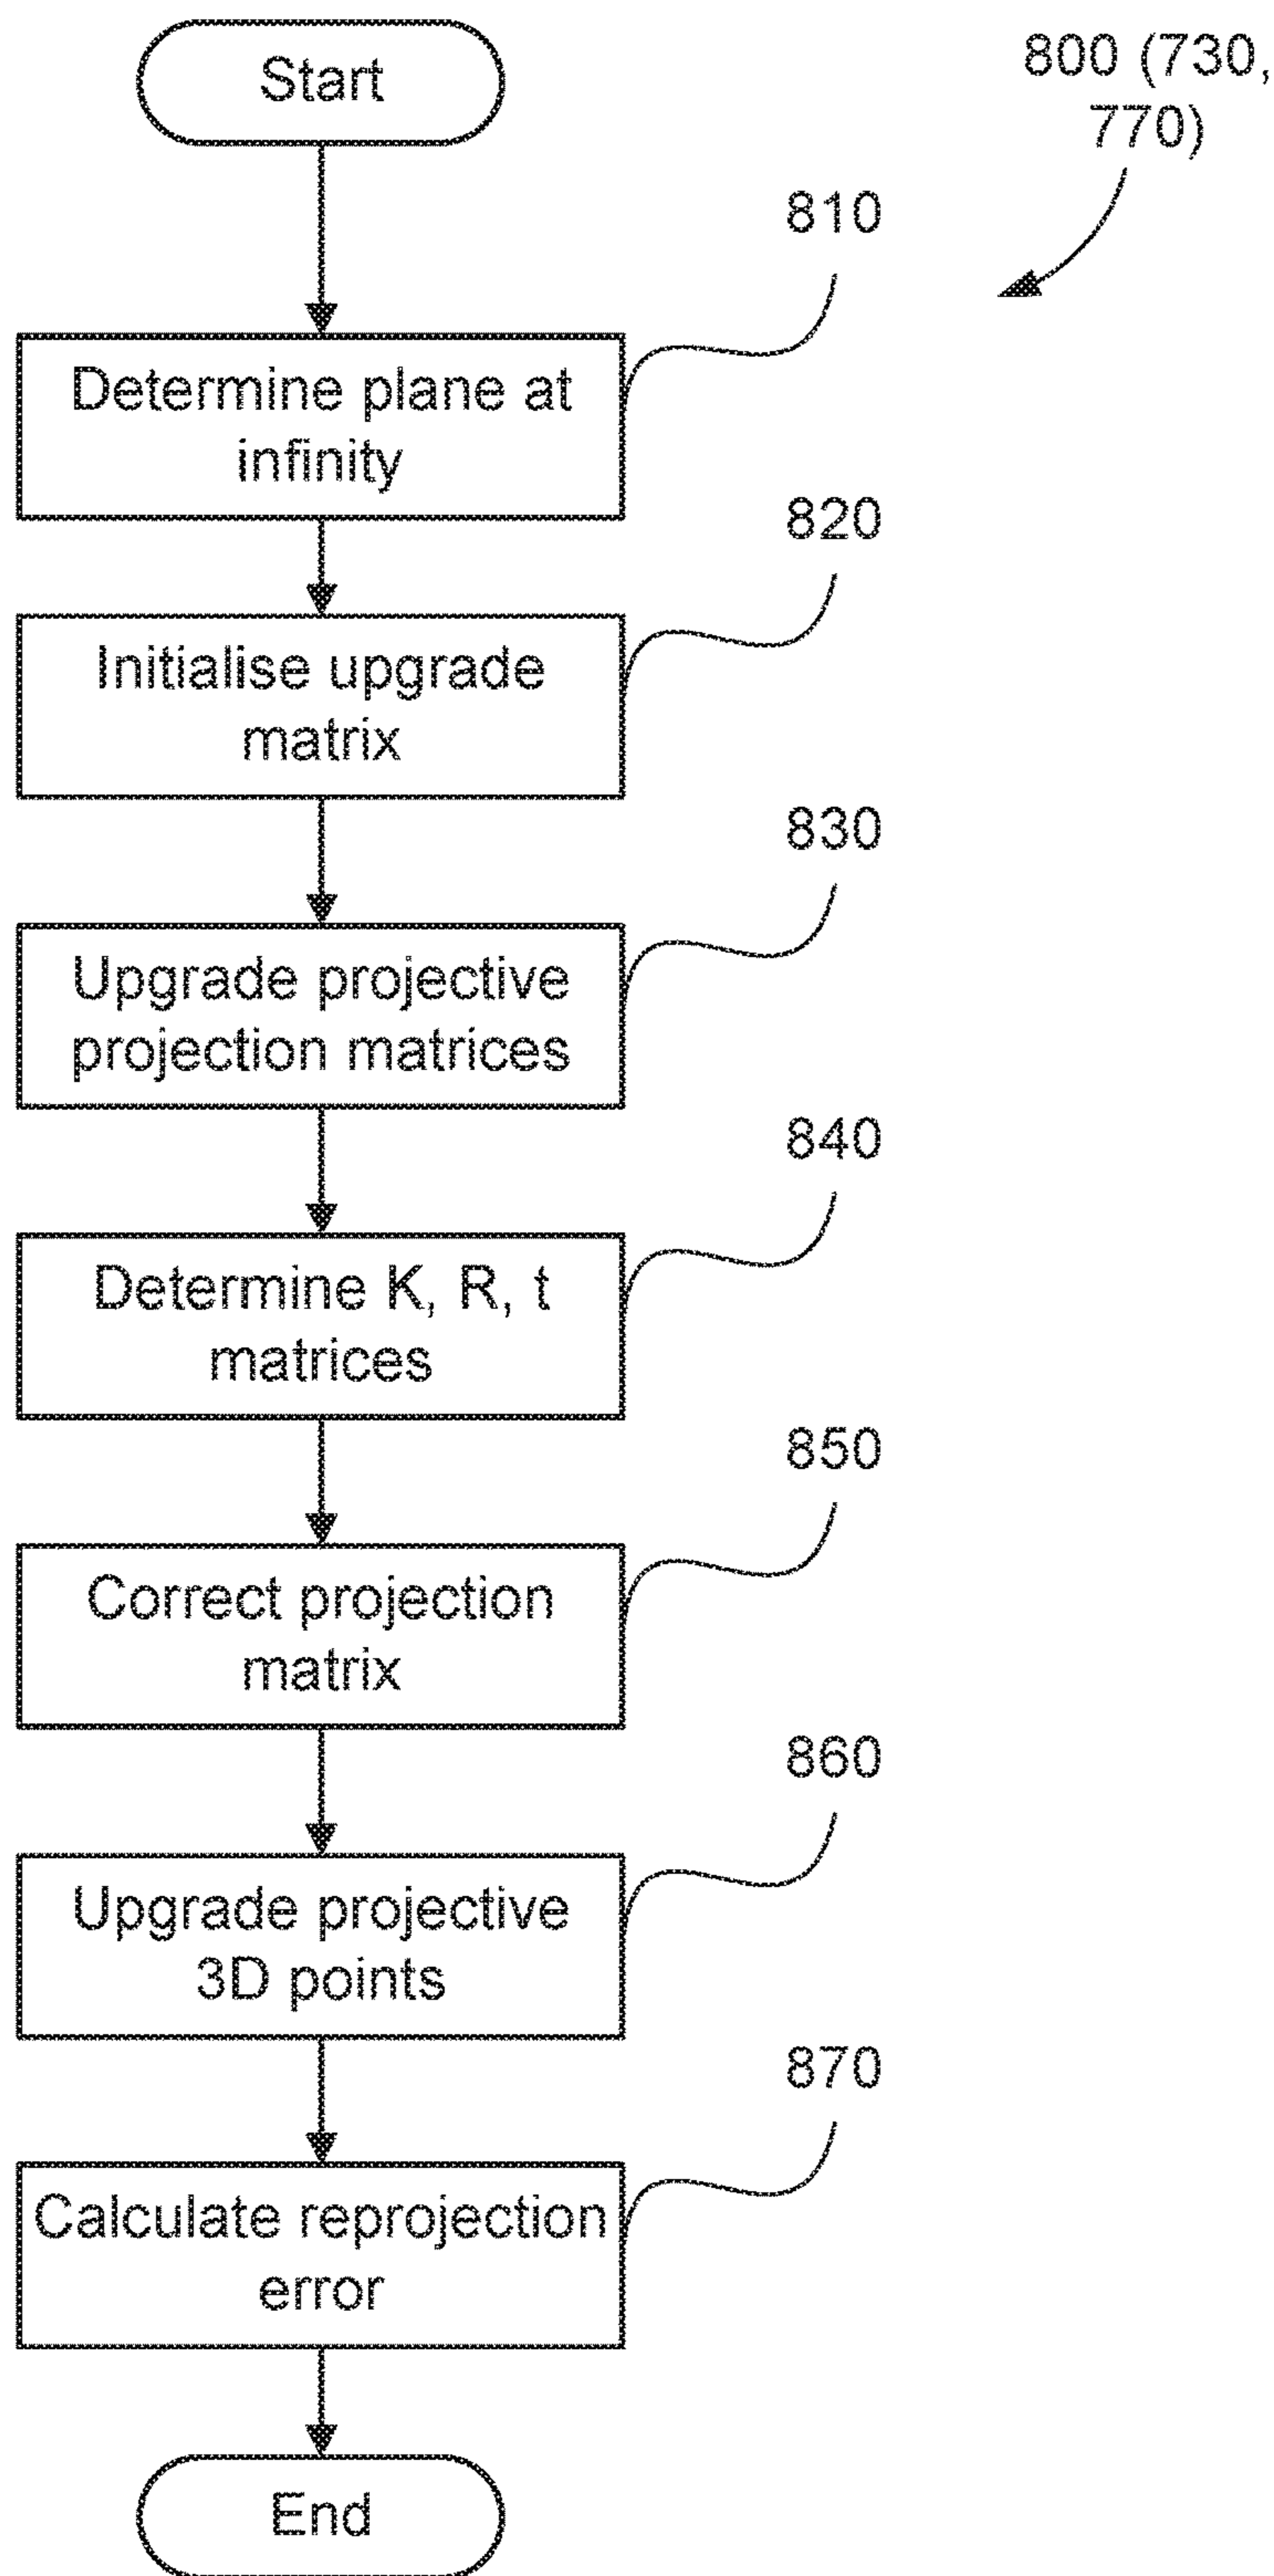 Start
800 (730,
770)
810
Determine plane at
infinity
820
Initialise upgrade
matrix
830
Upgrade projective
projection matrices
840
Determine K, R, t
matrices
850
Correct projection
matrix
860
Upgrade projective
3D points
870
Calculate reprojection
error
End